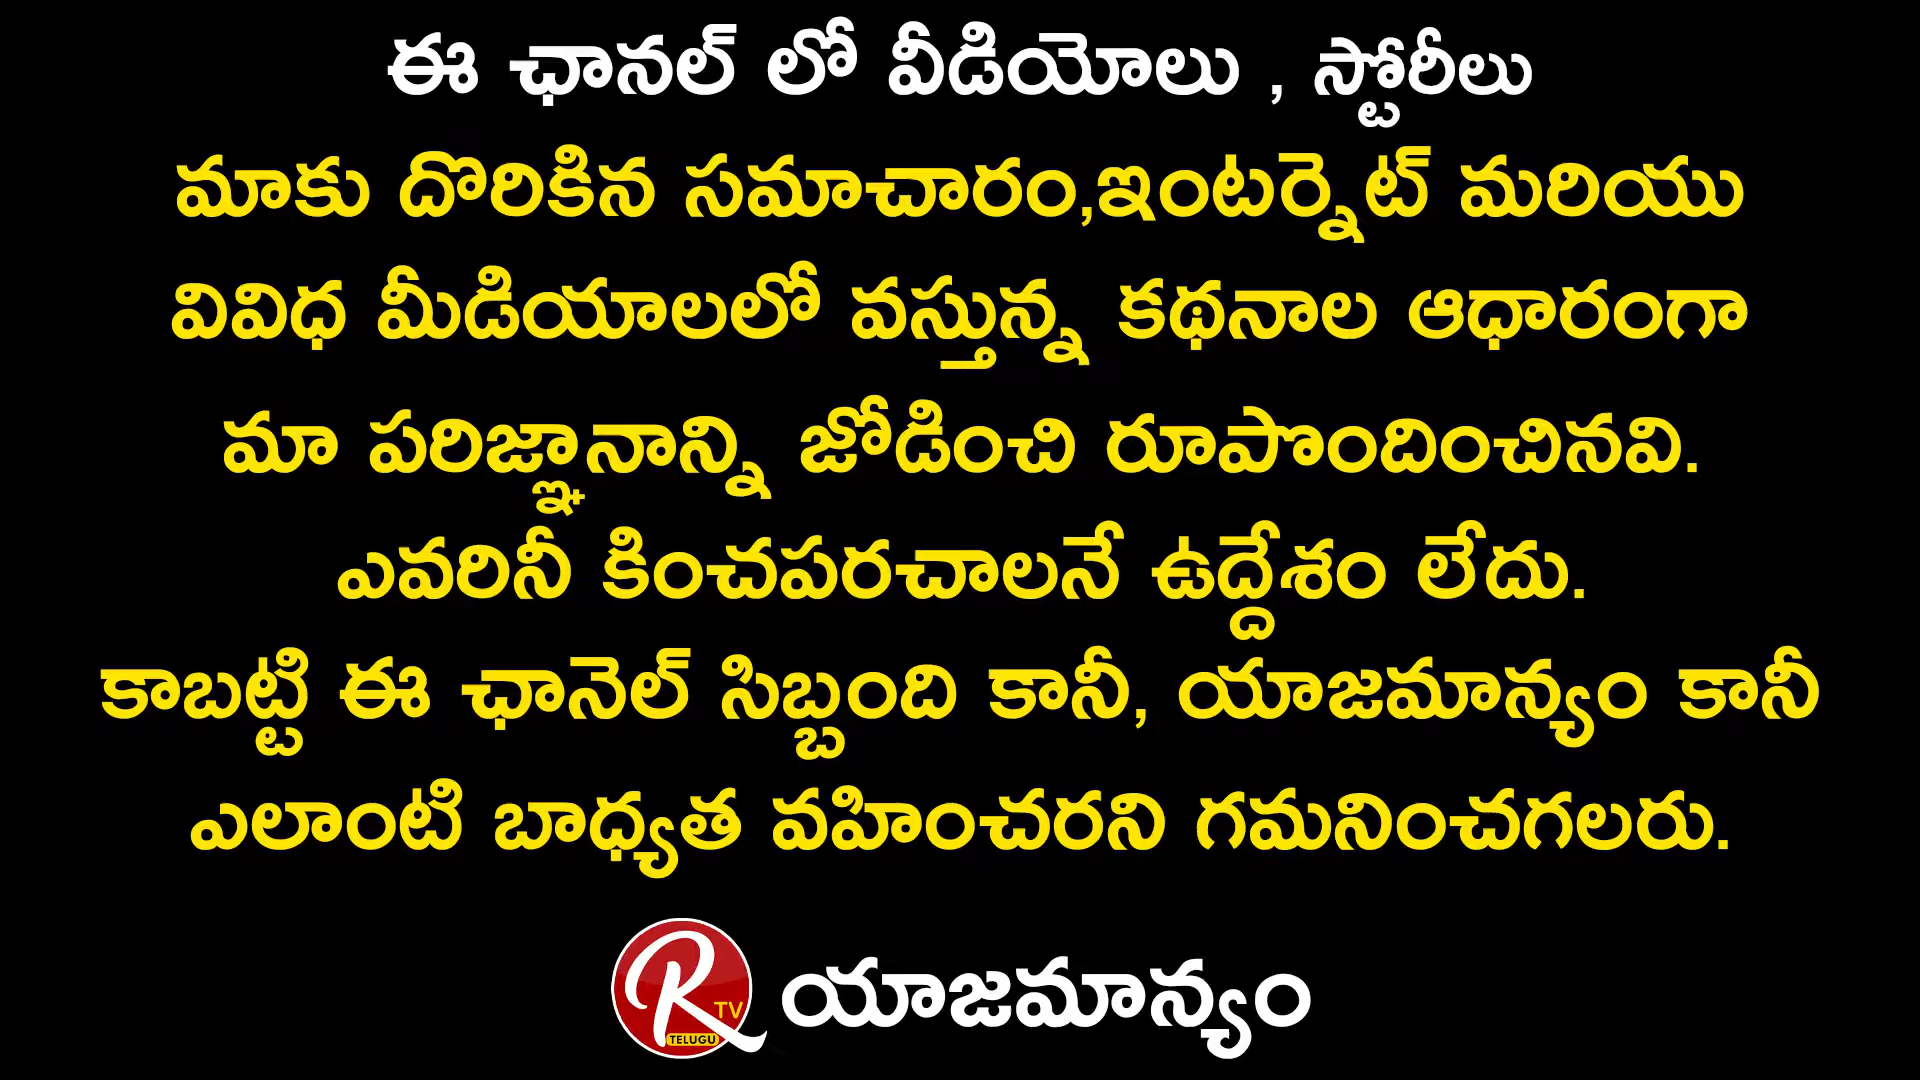 ఈ ఛానల్ లో వీడియోలు , స్టోరీలు
మాకు దొరికిన సమాచారం,ఇంటర్నెట్ మరియు
వివిధ మీడియాలలో వస్తున్న కథనాల ఆధారంగా
మా పరిజ్ఞానాన్ని జోడించి రూపొందించినవి.
ఎవరినీ కించపరచాలనే ఉద్దేశం లేదు.
కాబట్టి ఈ ఛానెల్ సిబ్బంది కానీ, యాజమాన్యం కానీ
ఎలాంటి బాధ్యత వహించరని గమనించగలరు.
R TV TELUGU యాజమాన్యం